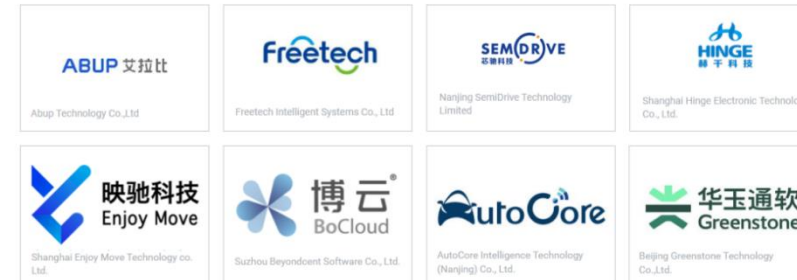 ABUP 艾拉比
Abup Technology Co.,Ltd
Freetech
Freetech Intelligent Systems Co., Ltd
SEMIDRIVE
芯驰科技
Nanjing SemiDrive Technology
Limited
HINGE
赫千科技
Shanghai Hinge Electronic Technolo
Co., Ltd.
映驰科技
Enjoy Move
Shanghai Enjoy Move Technology co.
Ltd.
博云
BoCloud
Suzhou Beyondcent Software Co., Ltd.
AutoCore
AutoCore Intelligence Technology
(Nanjing) Co., Ltd.
华玉通软
Greenstone
Beijing Greenstone Technology
Co.,Ltd.